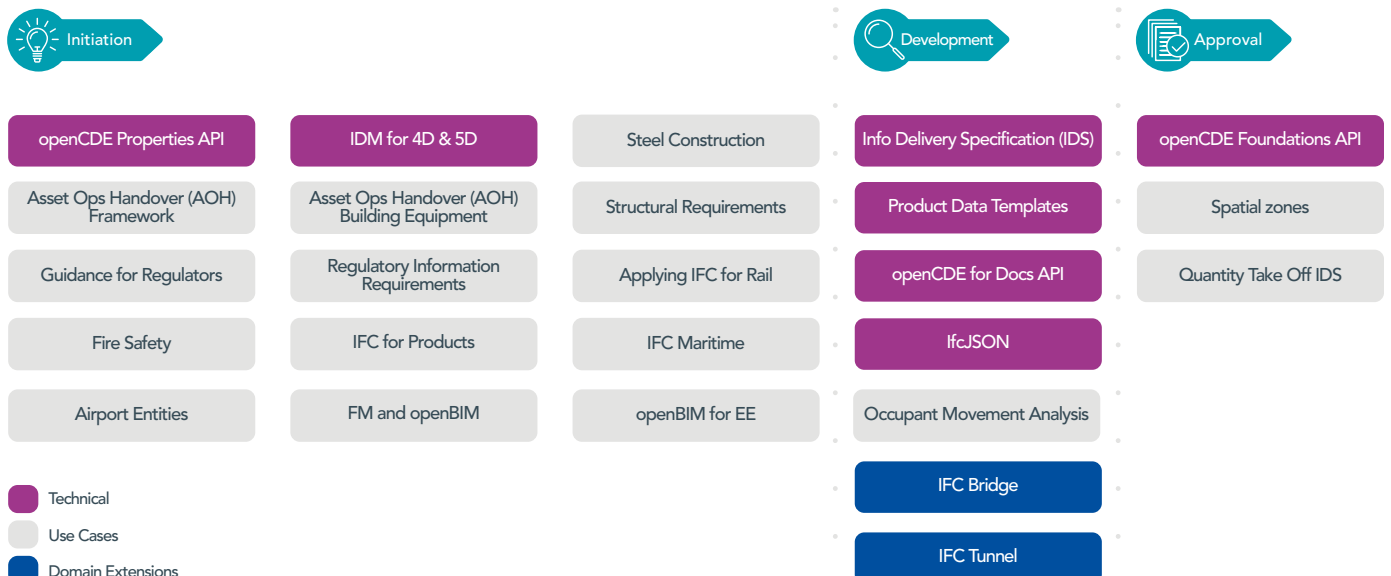 Initiation
Development
Approval
openCDE Properties API
IDM for 4D & 5D
Steel Construction
Info Delivery Specification (IDS)
openCDE Foundations API
Asset Ops Handover (AOH)
Framework
Asset Ops Handover (AOH)
Building Equipment
Structural Requirements
Product Data Templates
Spatial zones
Guidance for Regulators
Regulatory Information
Requirements
Applying IFC for Rail
openCDE for Docs API
Quantity Take Off IDS
Fire Safety
IFC for Products
IFC Maritime
IfcJSON
Airport Entities
FM and openBIM
openBIM for EE
Occupant Movement Analysis
IFC Bridge
IFC Tunnel
Technical
Use Cases
Domain Extensions